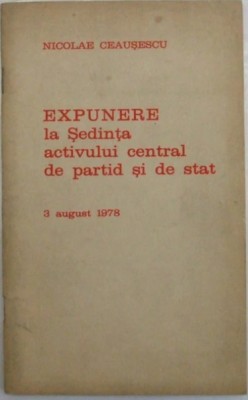 NICOLAE CEAUȘESCU
EXPUNERE
la Ședința
activului central
de partid și de stat
3 august 1978